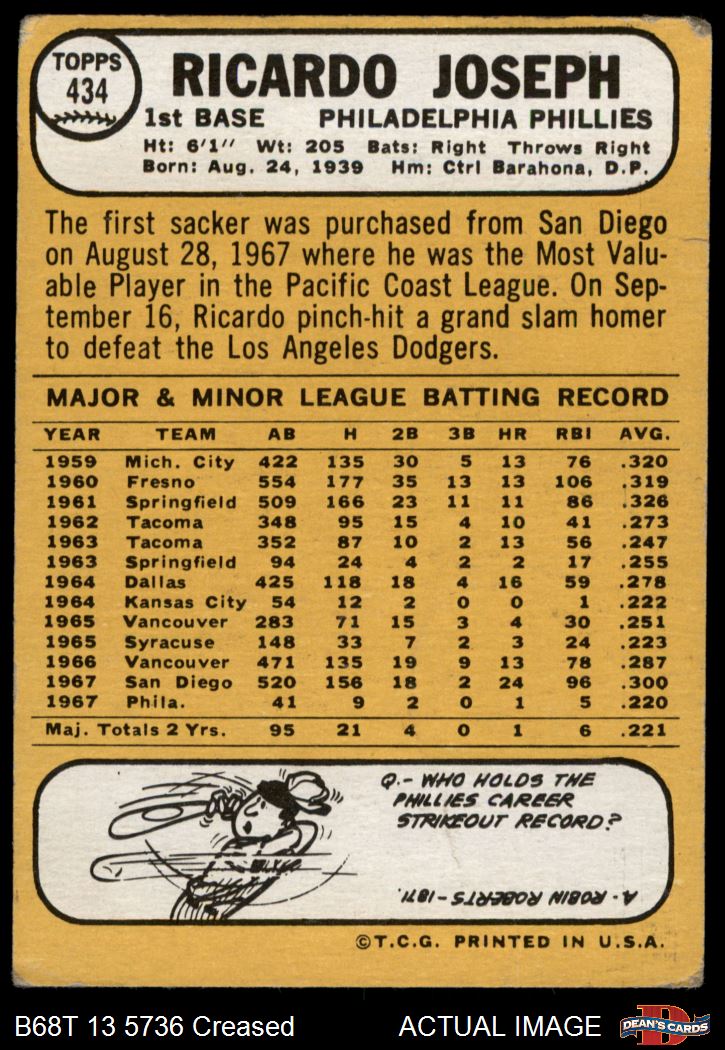 TOPPS
434
RICARDO JOSEPH
1st BASE PHILADELPHIA PHILLIES
Ht: 6'1" Wt: 205 Bats: Right Throws Right
Born: Aug. 24, 1939 Hm: Ctrl Barahona, D.P.
The first sacker was purchased from San Diego
on August 28, 1967 where he was the Most Valu-
able Player in the Pacific Coast League. On Sep-
tember 16, Ricardo pinch-hit a grand slam homer
to defeat the Los Angeles Dodgers.
MAJOR & MINOR LEAGUE BATTING RECORD
YEAR TEAM AB H 2B 3B HR RBI AVG.
1959 Mich. City 422 135 30 5 13 76 .320
1960 Fresno 554 177 35 13 13 106 .319
1961 Springfield 509 166 23 11 11 86 .326
1962 Tacoma 348 95 15 4 10 41 .273
1963 Tacoma 352 87 10 2 13 56 .247
1963 Springfield 94 24 4 2 2 17 .255
1964 Dallas 425 118 18 4 16 59 .278
1964 Kansas City 54 12 2 0 0 1 .222
1965 Vancouver 283 71 15 3 4 30 .251
1965 Syracuse 148 33 7 2 3 24 .223
1966 Vancouver 471 135 19 9 13 78 .287
1967 San Diego 520 156 18 2 24 96 .300
1967 Phila. 41 9 2 0 1 5 .220
Maj. Totals 2 Yrs. 95 21 4 0 1 6 .221
Q.- WHO HOLDS THE
PHILLIES CAREER
STRIKEOUT RECORD?
A- ROBIN ROBERTS-1871.
©T.C.G. PRINTED IN U.S.A.
B68T 13 5736 Creased ACTUAL IMAGE
D
DEAN'S CARDS